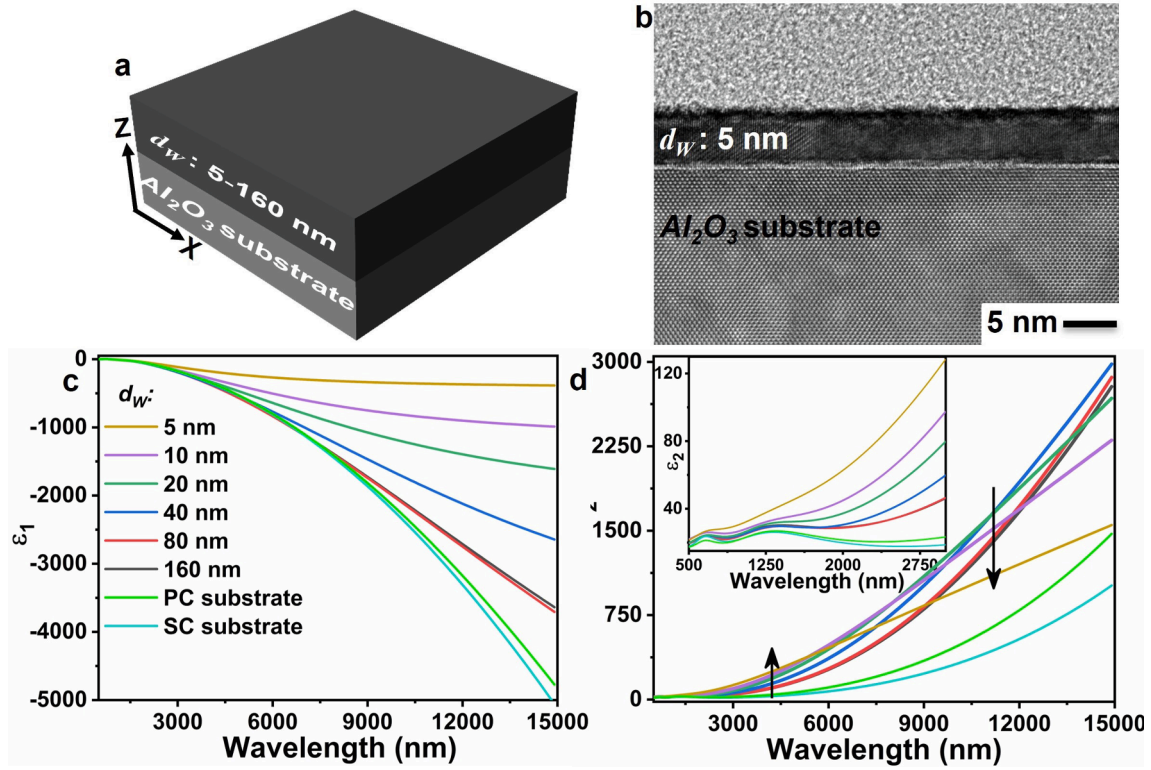 a
Z
d_W: 5-160 nm
Al₂O₃ substrate
X
b
d_W: 5 nm
Al₂O₃ substrate
5 nm
c
0
-1000
-2000
-3000
-4000
-5000
ε₁
d_W:
5 nm
10 nm
20 nm
40 nm
80 nm
160 nm
PC substrate
SC substrate
3000 6000 9000 12000 15000
Wavelength (nm)
d
3000
2250
1500
750
0
2
120
80
40
ε₂
500 1250 2000 2750
Wavelength (nm)
3000 6000 9000 12000 15000
Wavelength (nm)